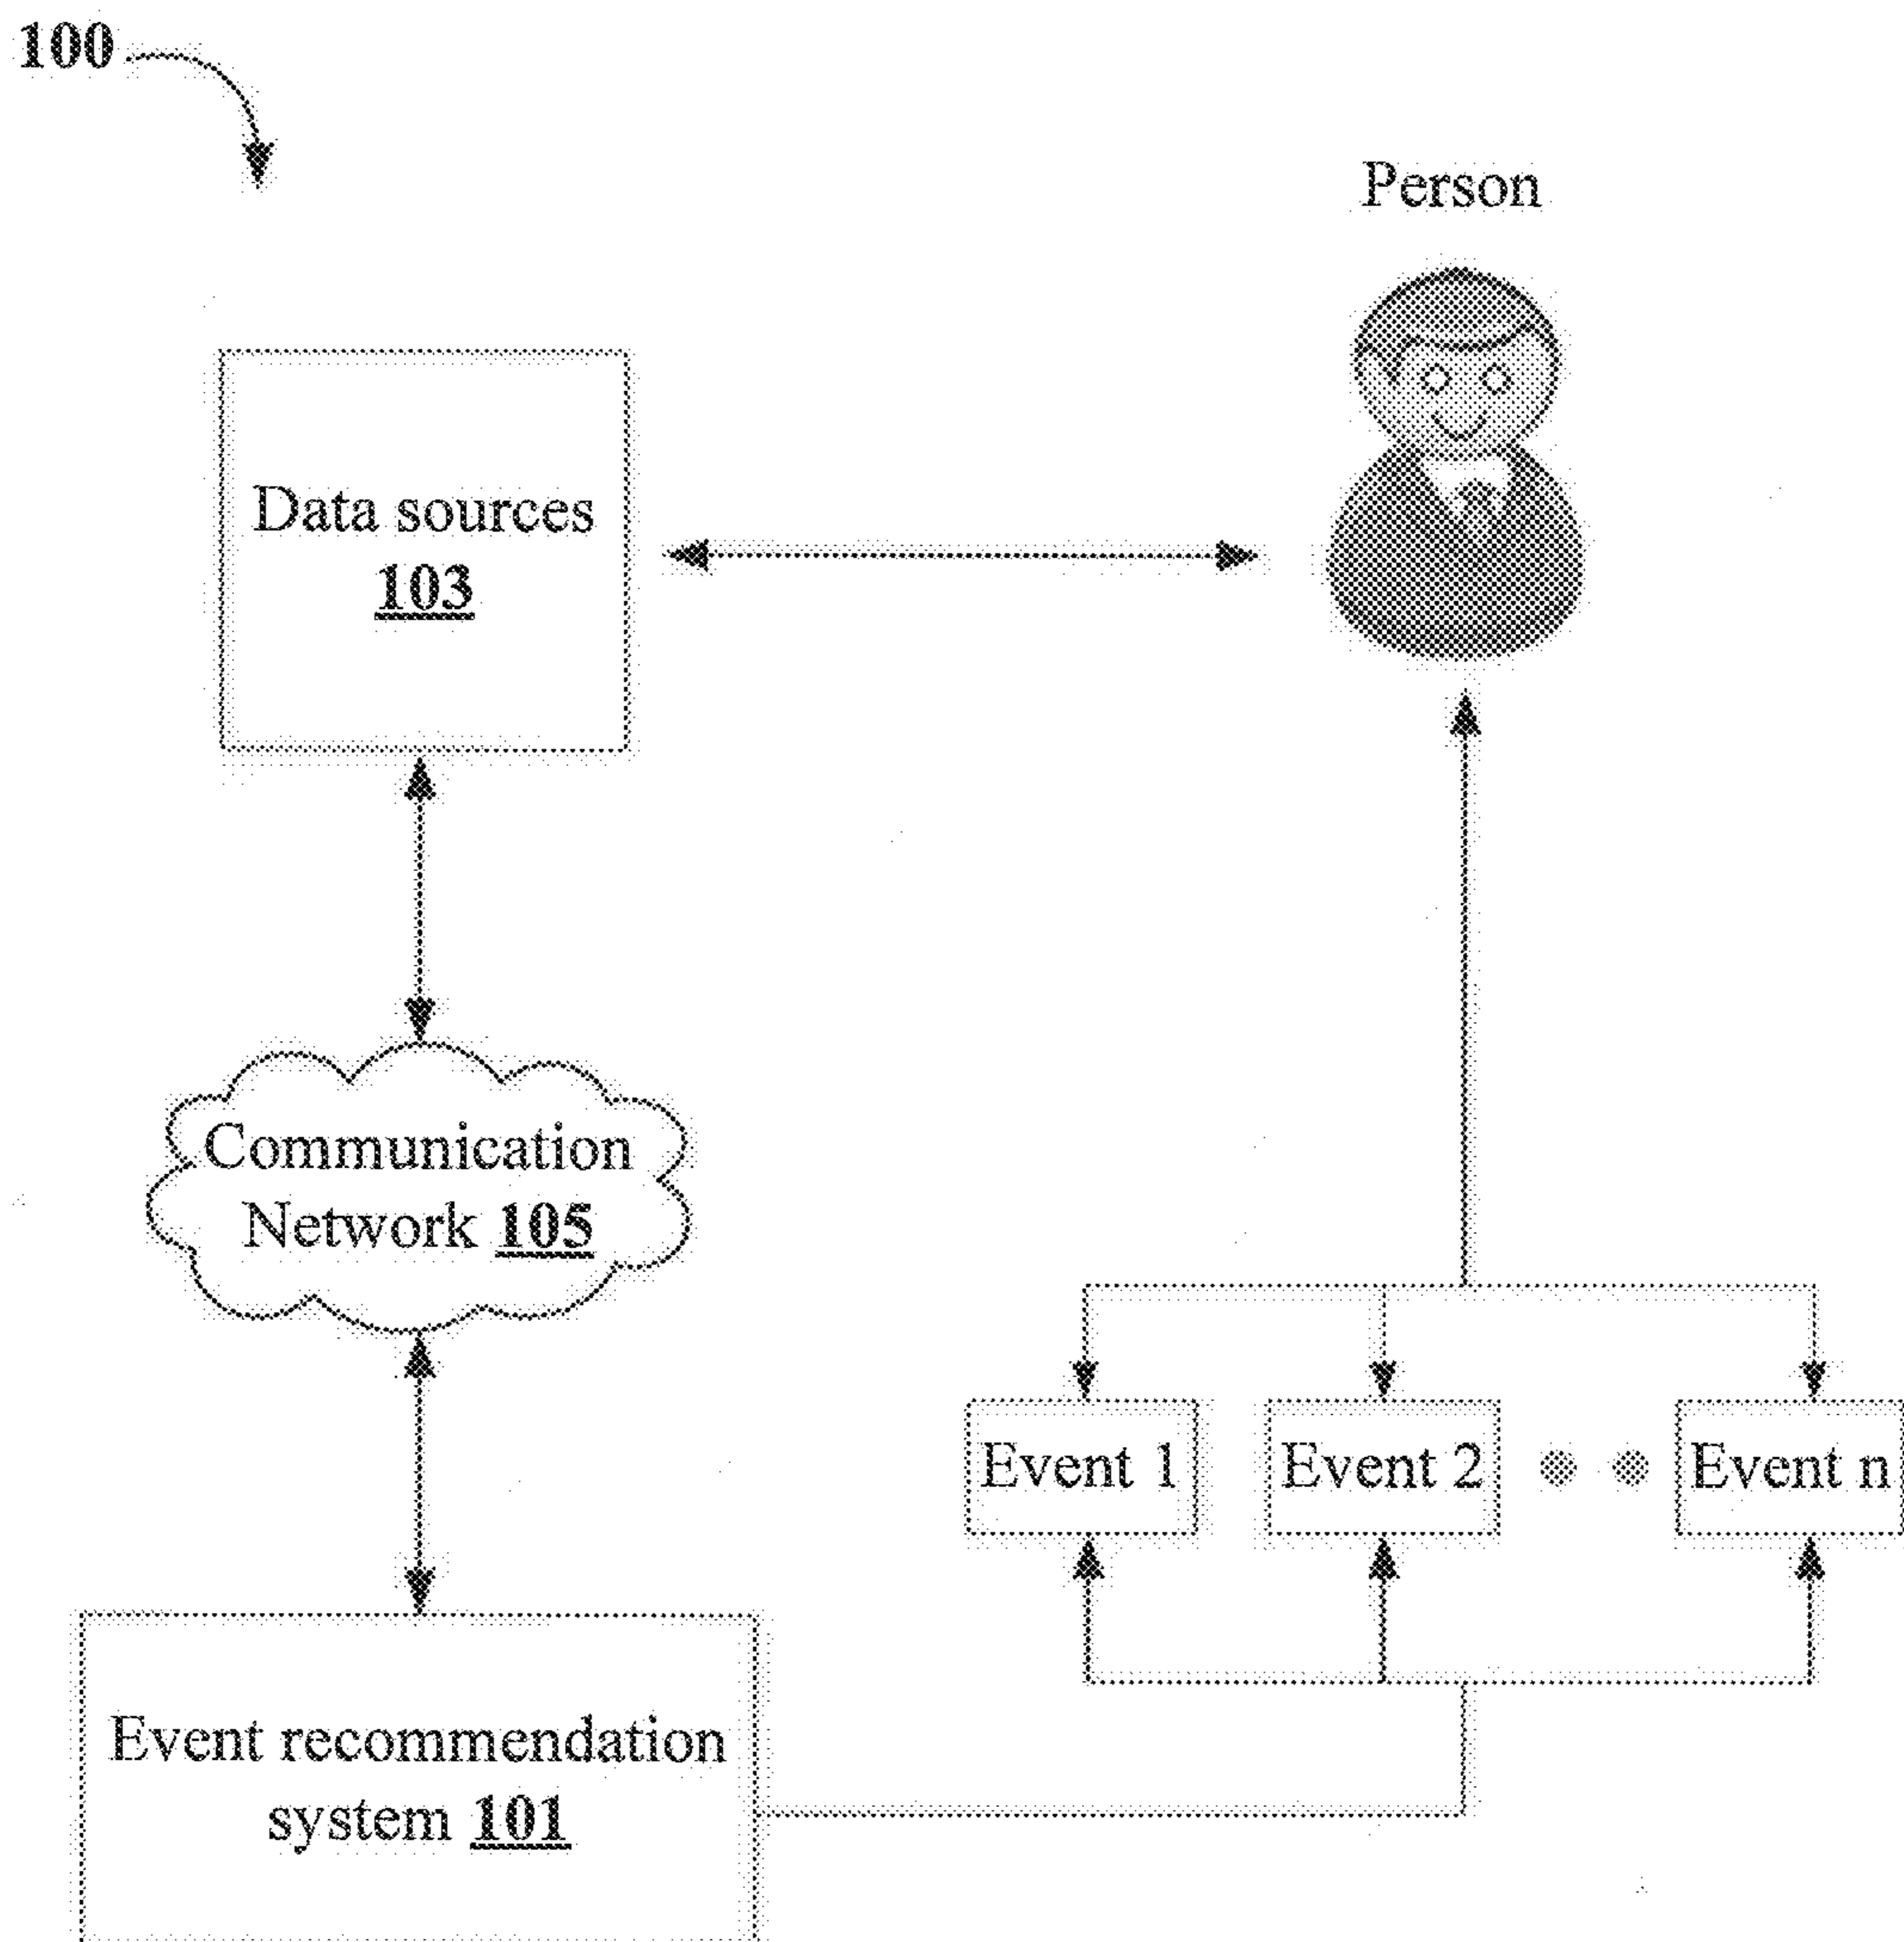 100
Person
Data sources
103
Communication
Network 105
Event 1
Event 2
Event n
Event recommendation
system 101